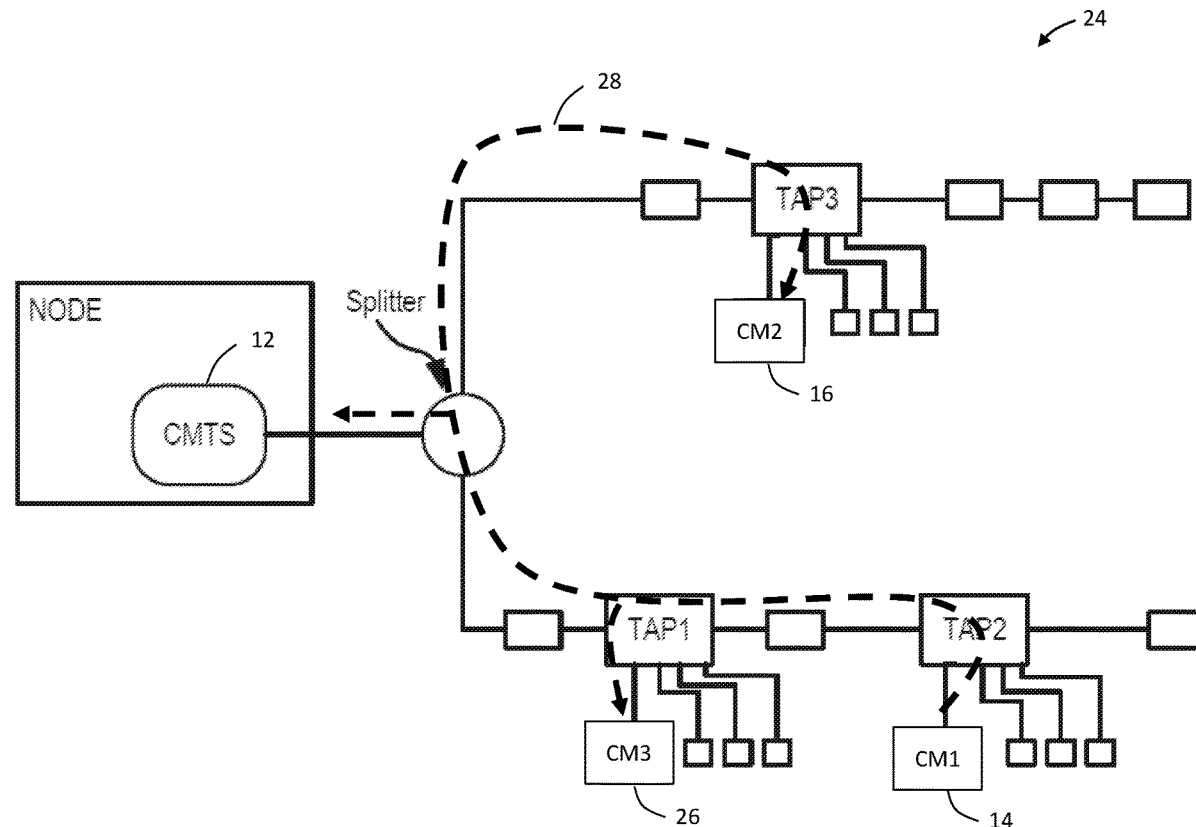 24
28
TAP3
NODE
Splitter
12
CM2
CMTS
16
TAP1
TAP2
CM3
CM1
26
14